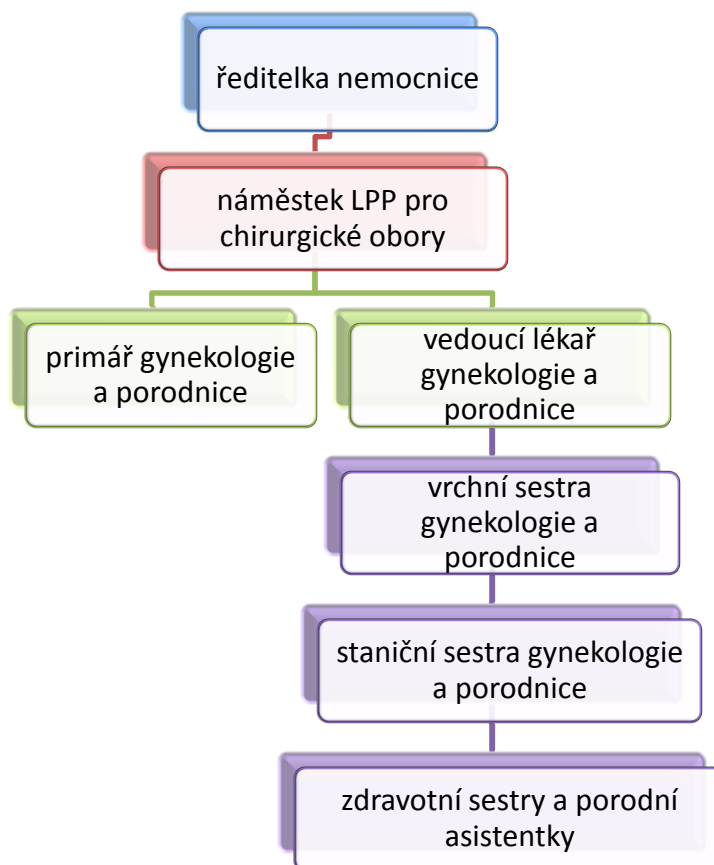 ředitelka nemocnice
náměstek LPP pro
chirurgické obory
primář gynekologie
a porodnice
vedoucí lékař
gynekologie a
porodnice
vrchní sestra
gynekologie a
porodnice
staniční sestra gynekologie
a porodnice
zdravotní sestry a porodní
asistentky